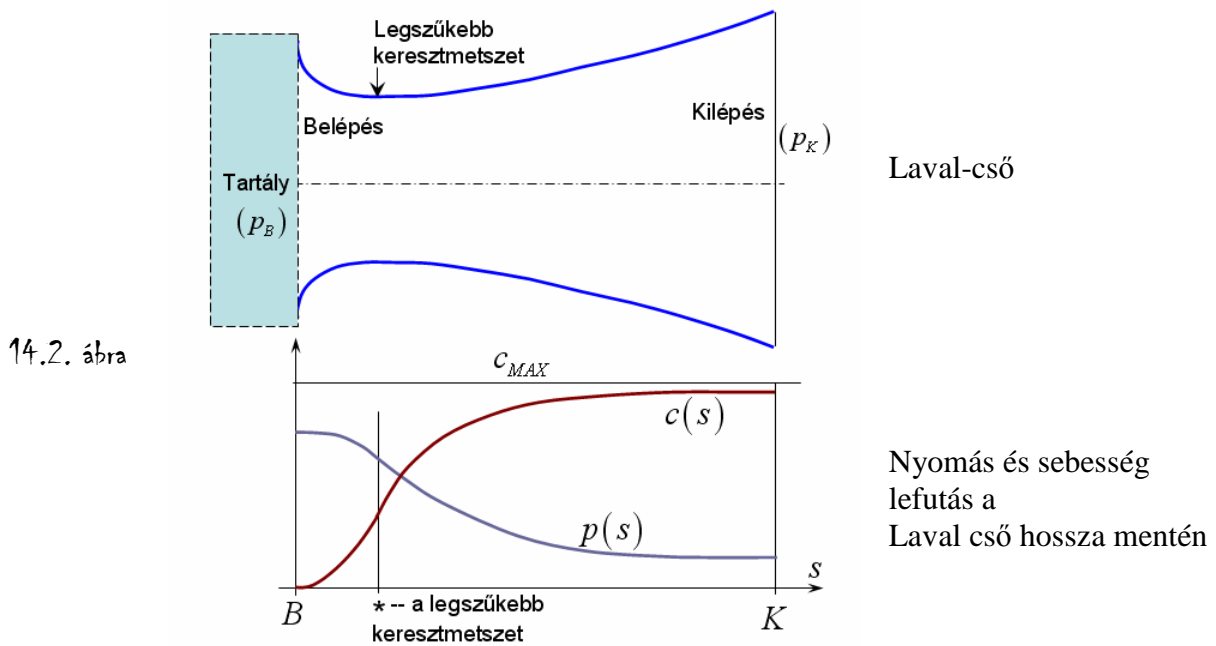 Legszűkebb
keresztmetszet
Belépés
Kilépés
(p_K)
Tartály
(p_B)
Laval-cső
14.2. ábra
c_MAX
c(s)
p(s)
s
B
* -- a legszűkebb
keresztmetszet
K
Nyomás és sebesség
lefutás a
Laval cső hossza mentén